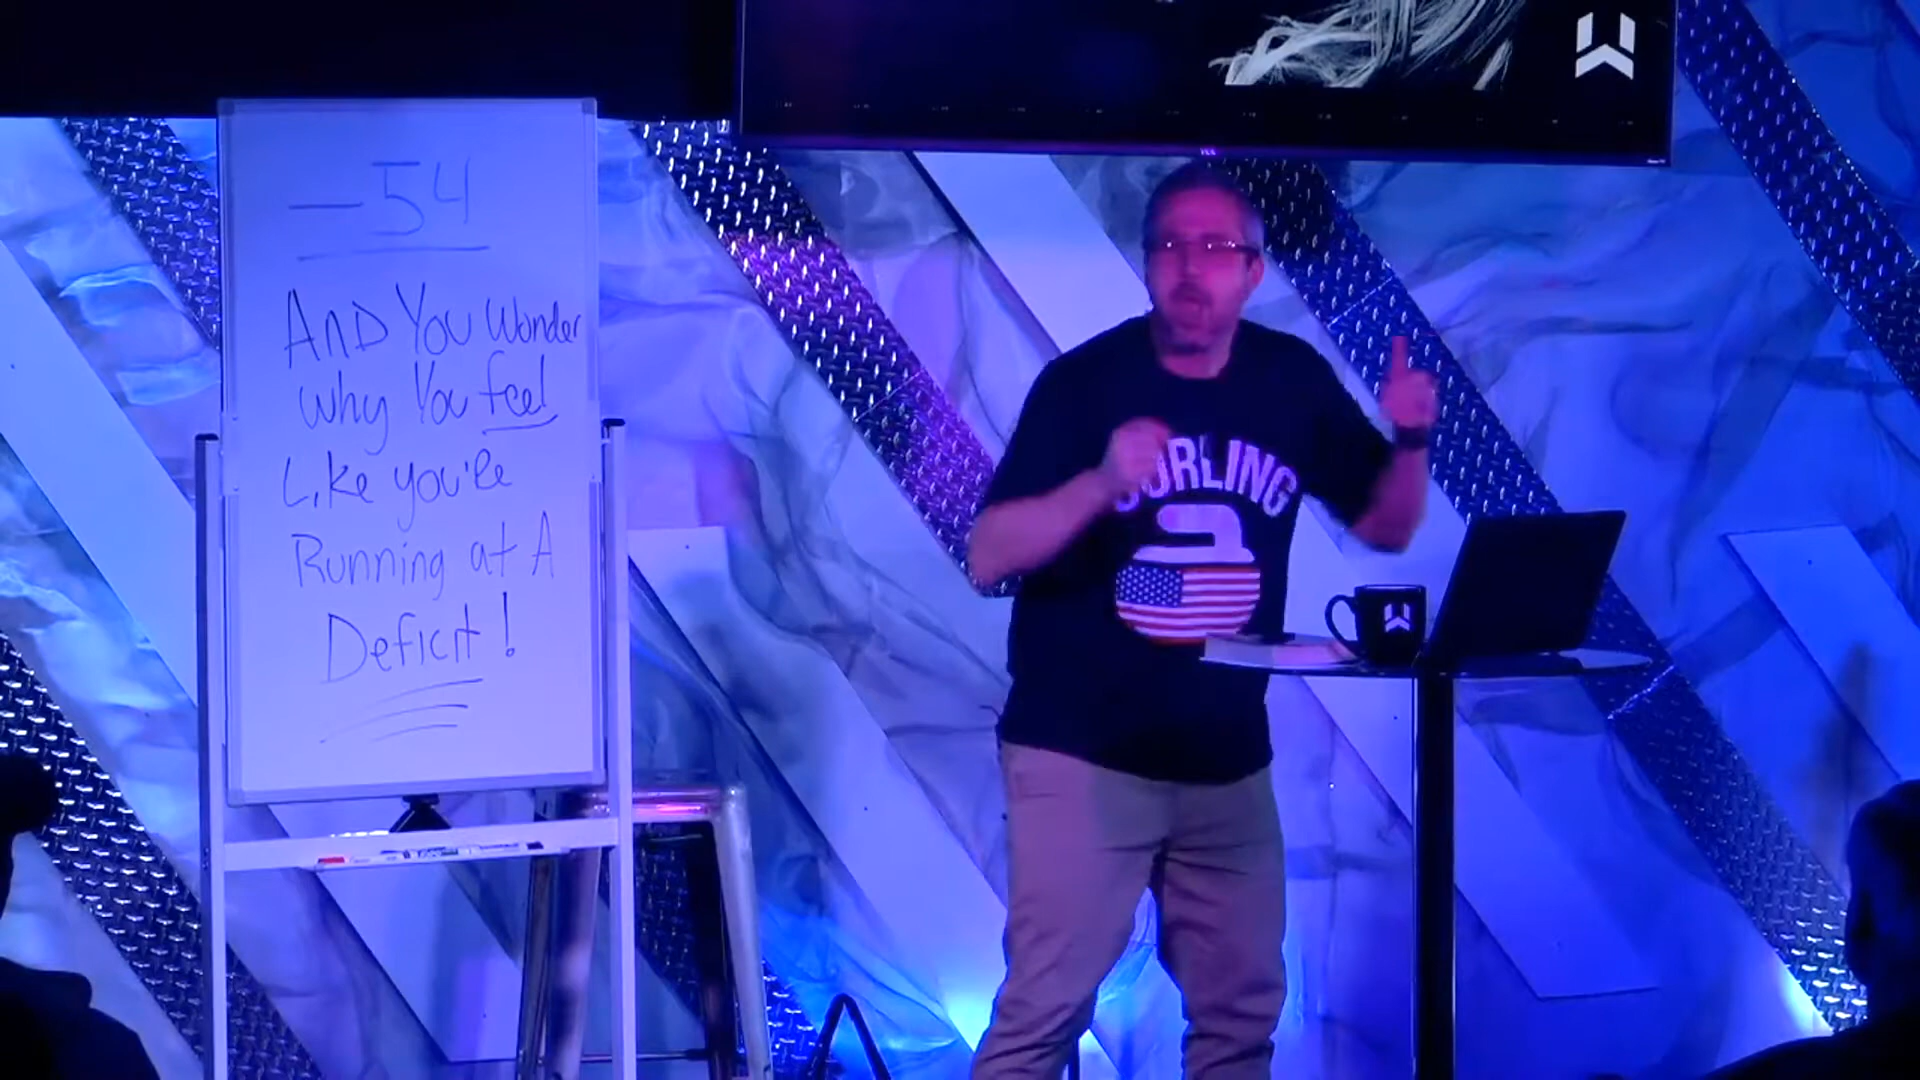 -54
AND YOU Wonder
why You feel
Like you're
Running at A
Deficit!
CURLING